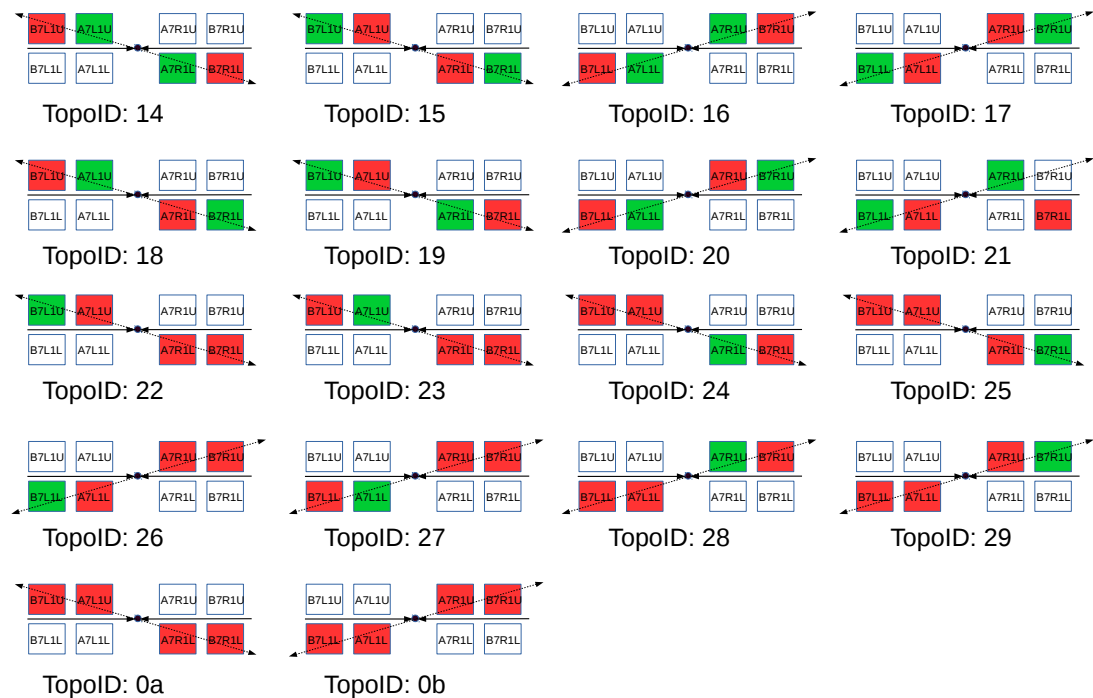 B7L1U A7L1U A7R1U B7R1U B7L1U A7L1U A7R1U B7R1U B7L1U A7L1U A7R1U B7R1U B7L1U A7L1U A7R1U B7R1U
B7L1L A7L1L A7R1L B7R1L B7L1L A7L1L A7R1L B7R1L B7L1L A7L1L A7R1L B7R1L B7L1L A7L1L A7R1L B7R1L
TopoID: 14 TopoID: 15 TopoID: 16 TopoID: 17
B7L1U A7L1U A7R1U B7R1U B7L1U A7L1U A7R1U B7R1U B7L1U A7L1U A7R1U B7R1U B7L1U A7L1U A7R1U B7R1U
B7L1L A7L1L A7R1L B7R1L B7L1L A7L1L A7R1L B7R1L B7L1L A7L1L A7R1L B7R1L B7L1L A7L1L A7R1L B7R1L
TopoID: 18 TopoID: 19 TopoID: 20 TopoID: 21
B7L1U A7L1U A7R1U B7R1U B7L1U A7L1U A7R1U B7R1U B7L1U A7L1U A7R1U B7R1U B7L1U A7L1U A7R1U B7R1U
B7L1L A7L1L A7R1L B7R1L B7L1L A7L1L A7R1L B7R1L B7L1L A7L1L A7R1L B7R1L B7L1L A7L1L A7R1L B7R1L
TopoID: 22 TopoID: 23 TopoID: 24 TopoID: 25
B7L1U A7L1U A7R1U B7R1U B7L1U A7L1U A7R1U B7R1U B7L1U A7L1U A7R1U B7R1U B7L1U A7L1U A7R1U B7R1U
B7L1L A7L1L A7R1L B7R1L B7L1L A7L1L A7R1L B7R1L B7L1L A7L1L A7R1L B7R1L B7L1L A7L1L A7R1L B7R1L
TopoID: 26 TopoID: 27 TopoID: 28 TopoID: 29
B7L1U A7L1U A7R1U B7R1U B7L1U A7L1U A7R1U B7R1U
B7L1L A7L1L A7R1L B7R1L B7L1L A7L1L A7R1L B7R1L
TopoID: 0a TopoID: 0b